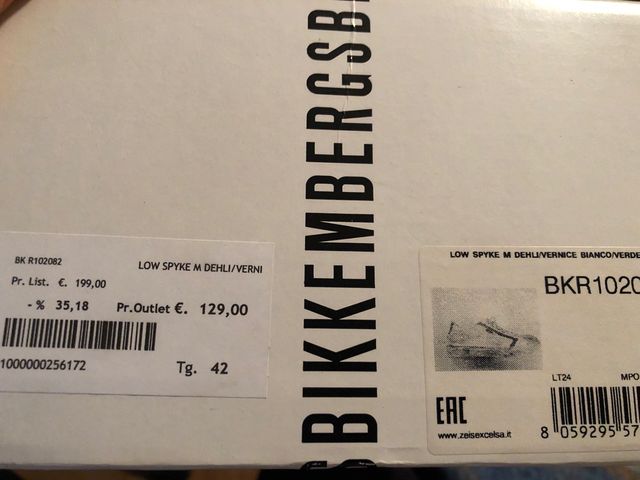 BIKKEMBERGSB
BK R102082
LOW SPYKE M DEHLI/VERNI
Pr. List. €. 199,00
- % 35,18 Pr.Outlet €. 129,00
1000000256172
Tg. 42
LOW SPYKE M DEHLI/VERNICE BIANCO/VERDE
BKR1020
LT24 MPO
EAC
www.zeisexcelsa.it
8 059295 57